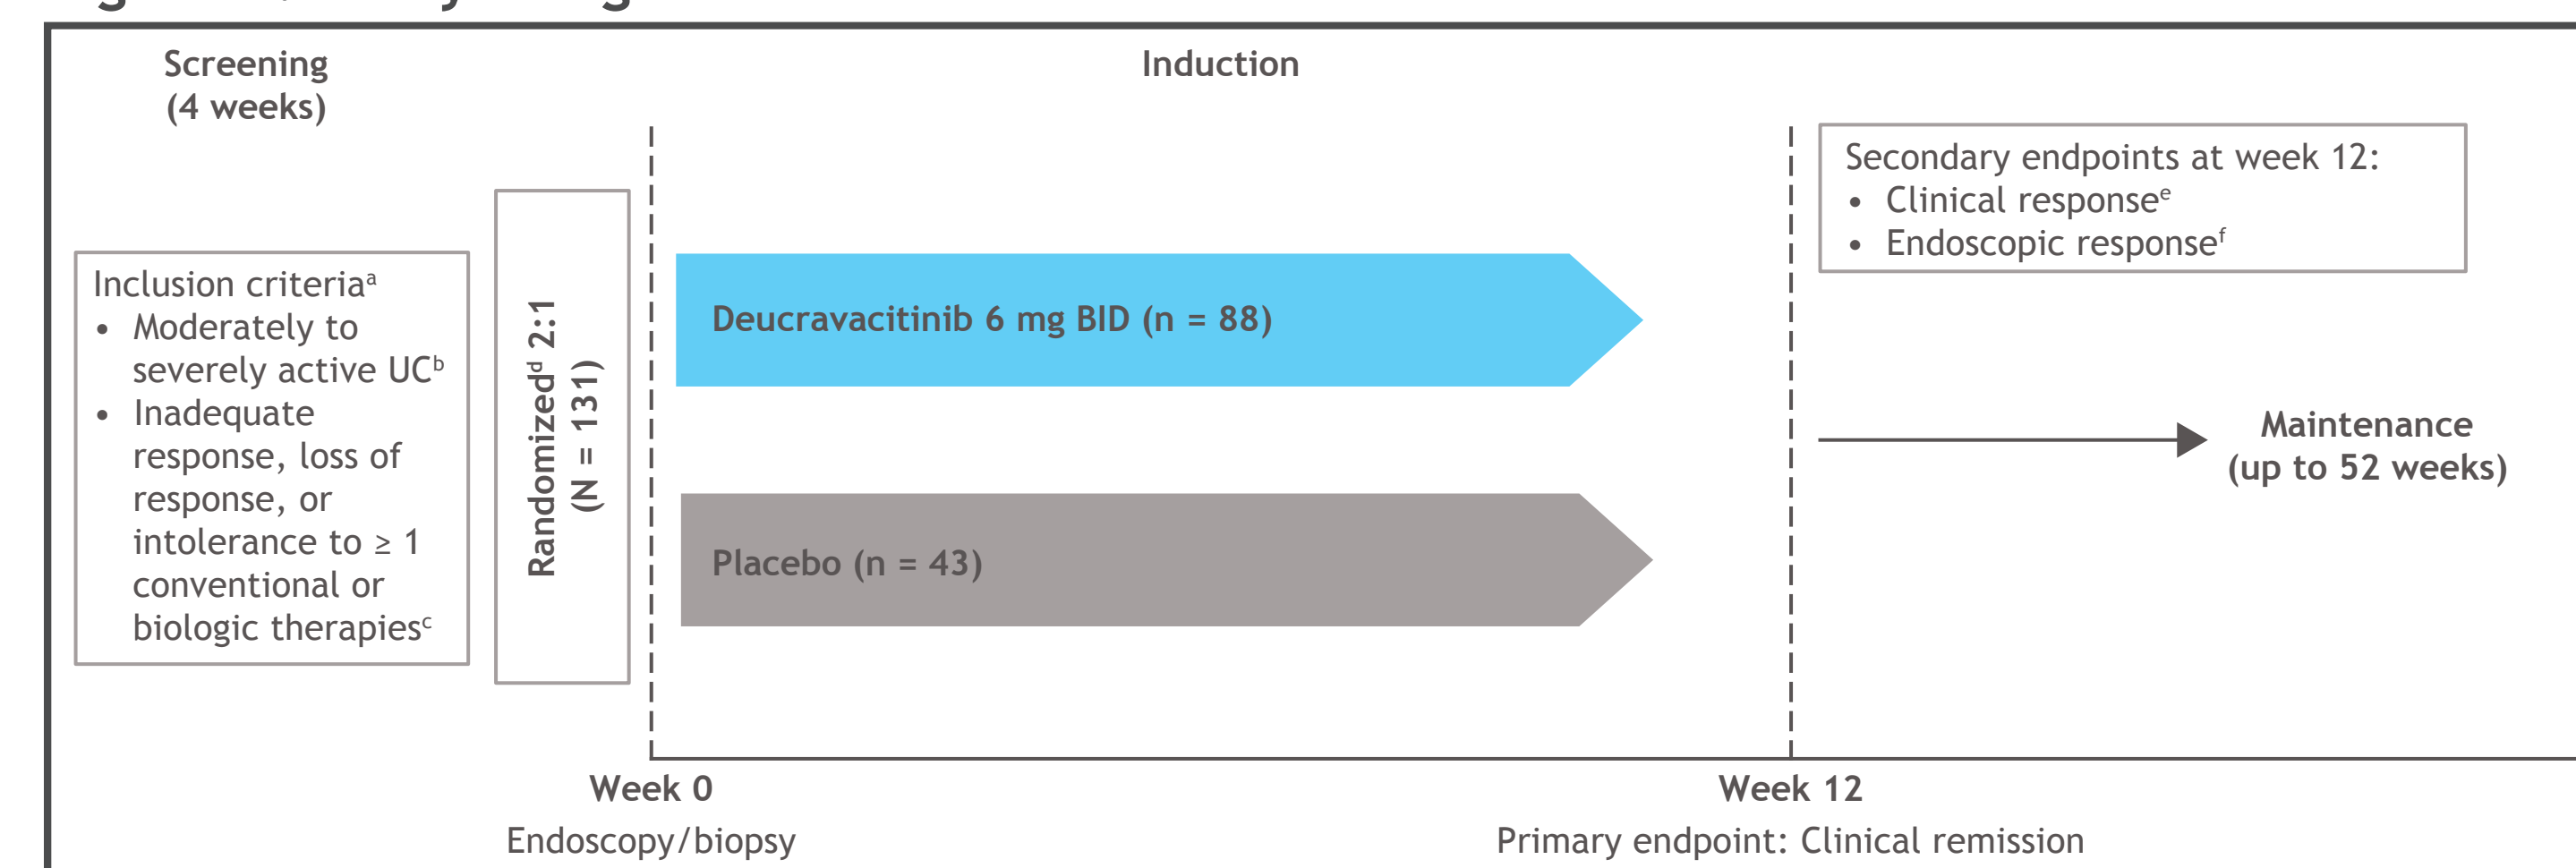 Screening
(4 weeks)
Induction
Inclusion criteriaᵃ
• Moderately to
severely active UCᵇ
• Inadequate
response, loss of
response, or
intolerance to ≥ 1
conventional or
biologic therapiesᶜ
Randomizedᵈ 2:1
(N = 131)
Deucravacitinib 6 mg BID (n = 88)
Placebo (n = 43)
Secondary endpoints at week 12:
• Clinical responseᵉ
• Endoscopic responseᶠ
Maintenance
(up to 52 weeks)
Week 0
Endoscopy/biopsy
Week 12
Primary endpoint: Clinical remission